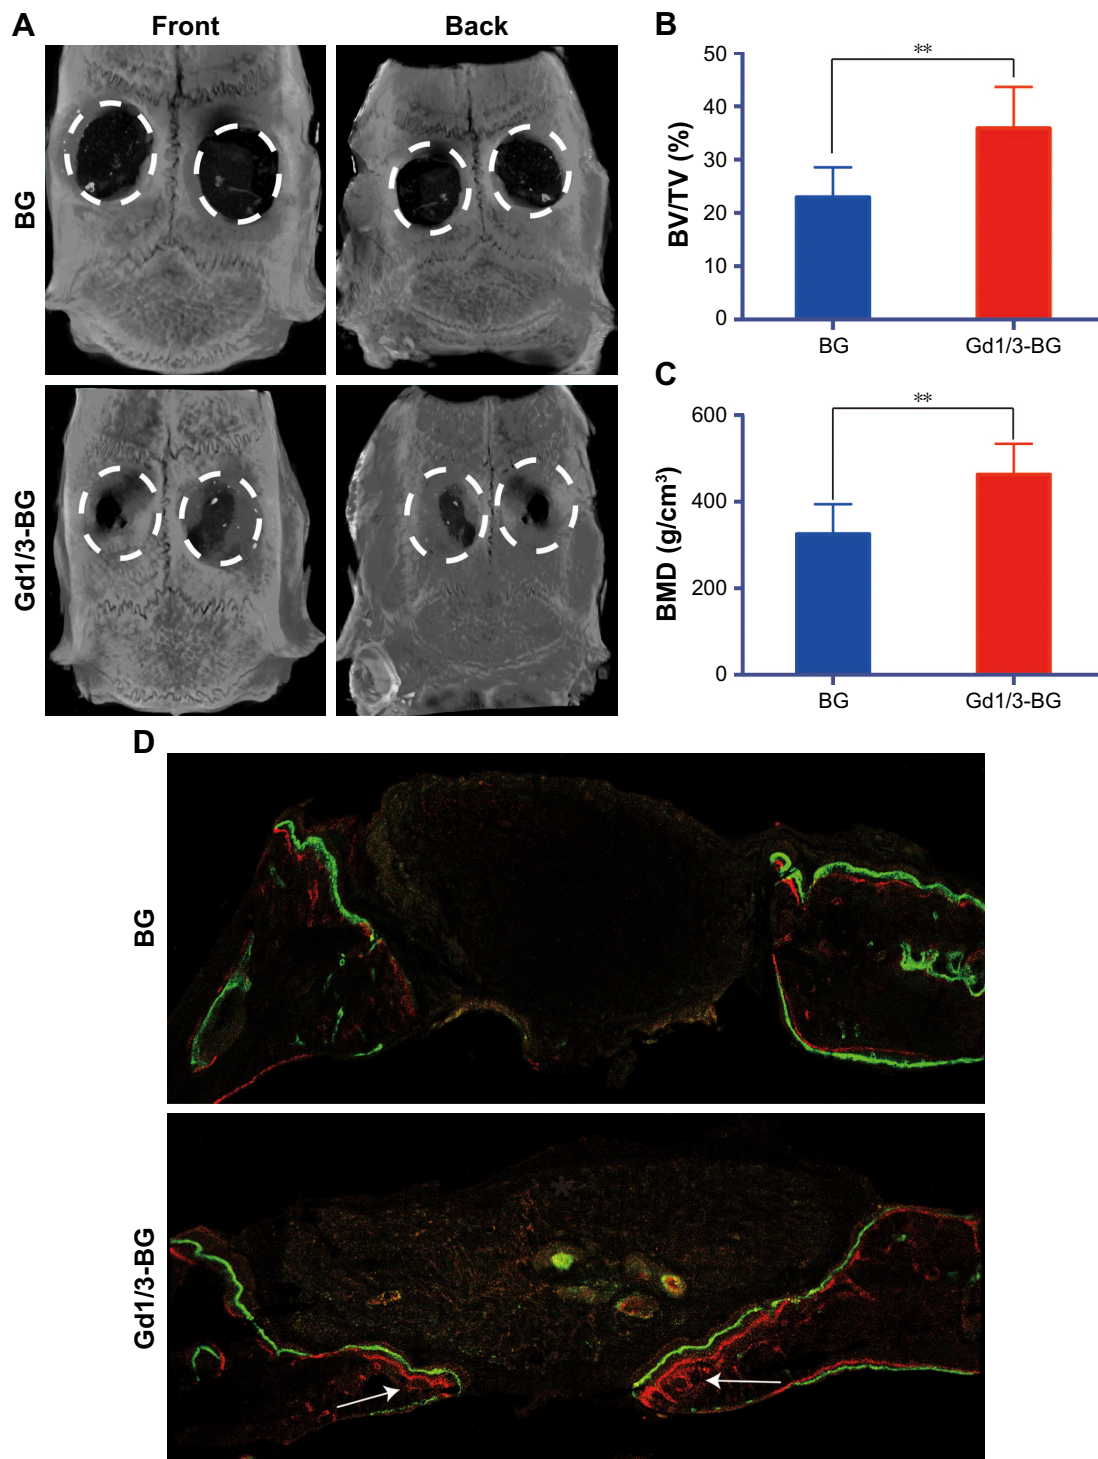 A
Front
Back
BG
Gd1/3-BG
B
BV/TV (%)
50
40
30
20
10
0
**
BG
Gd1/3-BG
C
BMD (g/cm³)
600
400
200
0
**
BG
Gd1/3-BG
D
BG
Gd1/3-BG
*